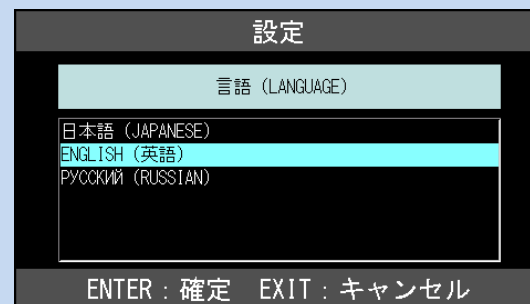 設定
言語 (LANGUAGE)
日本語 (JAPANESE)
ENGLISH (英語)
РУССКИЙ (RUSSIAN)
ENTER：確定　EXIT：キャンセル